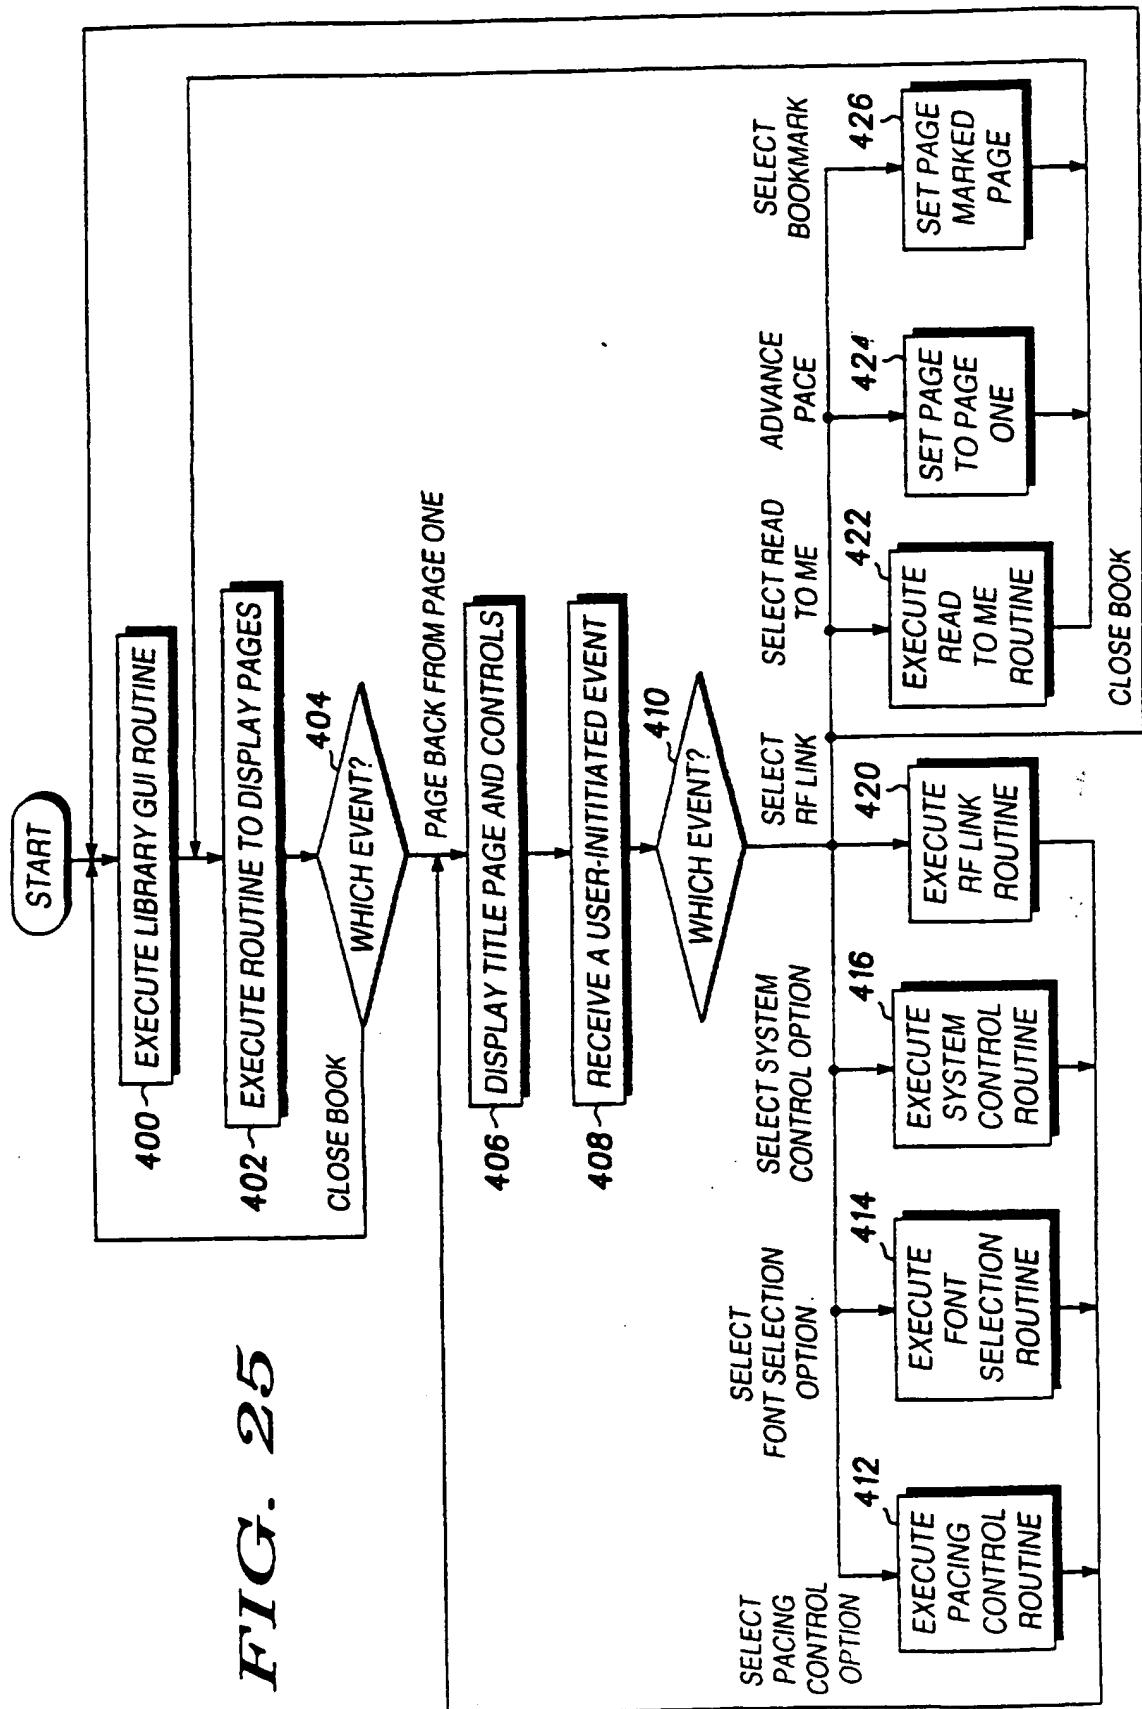 START
400
EXECUTE LIBRARY GUI ROUTINE
402
EXECUTE ROUTINE TO DISPLAY PAGES
404
WHICH EVENT?
CLOSE BOOK
PAGE BACK FROM PAGE ONE
406
DISPLAY TITLE PAGE AND CONTROLS
408
RECEIVE A USER-INITIATED EVENT
410
WHICH EVENT?
SELECT
PACING
CONTROL
OPTION
412
EXECUTE
PACING
CONTROL
ROUTINE
SELECT
FONT SELECTION
OPTION
414
EXECUTE
FONT
SELECTION
ROUTINE
SELECT SYSTEM
CONTROL OPTION
416
EXECUTE
SYSTEM
CONTROL
ROUTINE
SELECT
RF LINK
420
EXECUTE
RF LINK
ROUTINE
SELECT READ
TO ME
422
EXECUTE
READ
TO ME
ROUTINE
ADVANCE
PACE
424
SET PAGE
TO PAGE
ONE
SELECT
BOOKMARK
426
SET PAGE
MARKED
PAGE
CLOSE BOOK
FIG. 25